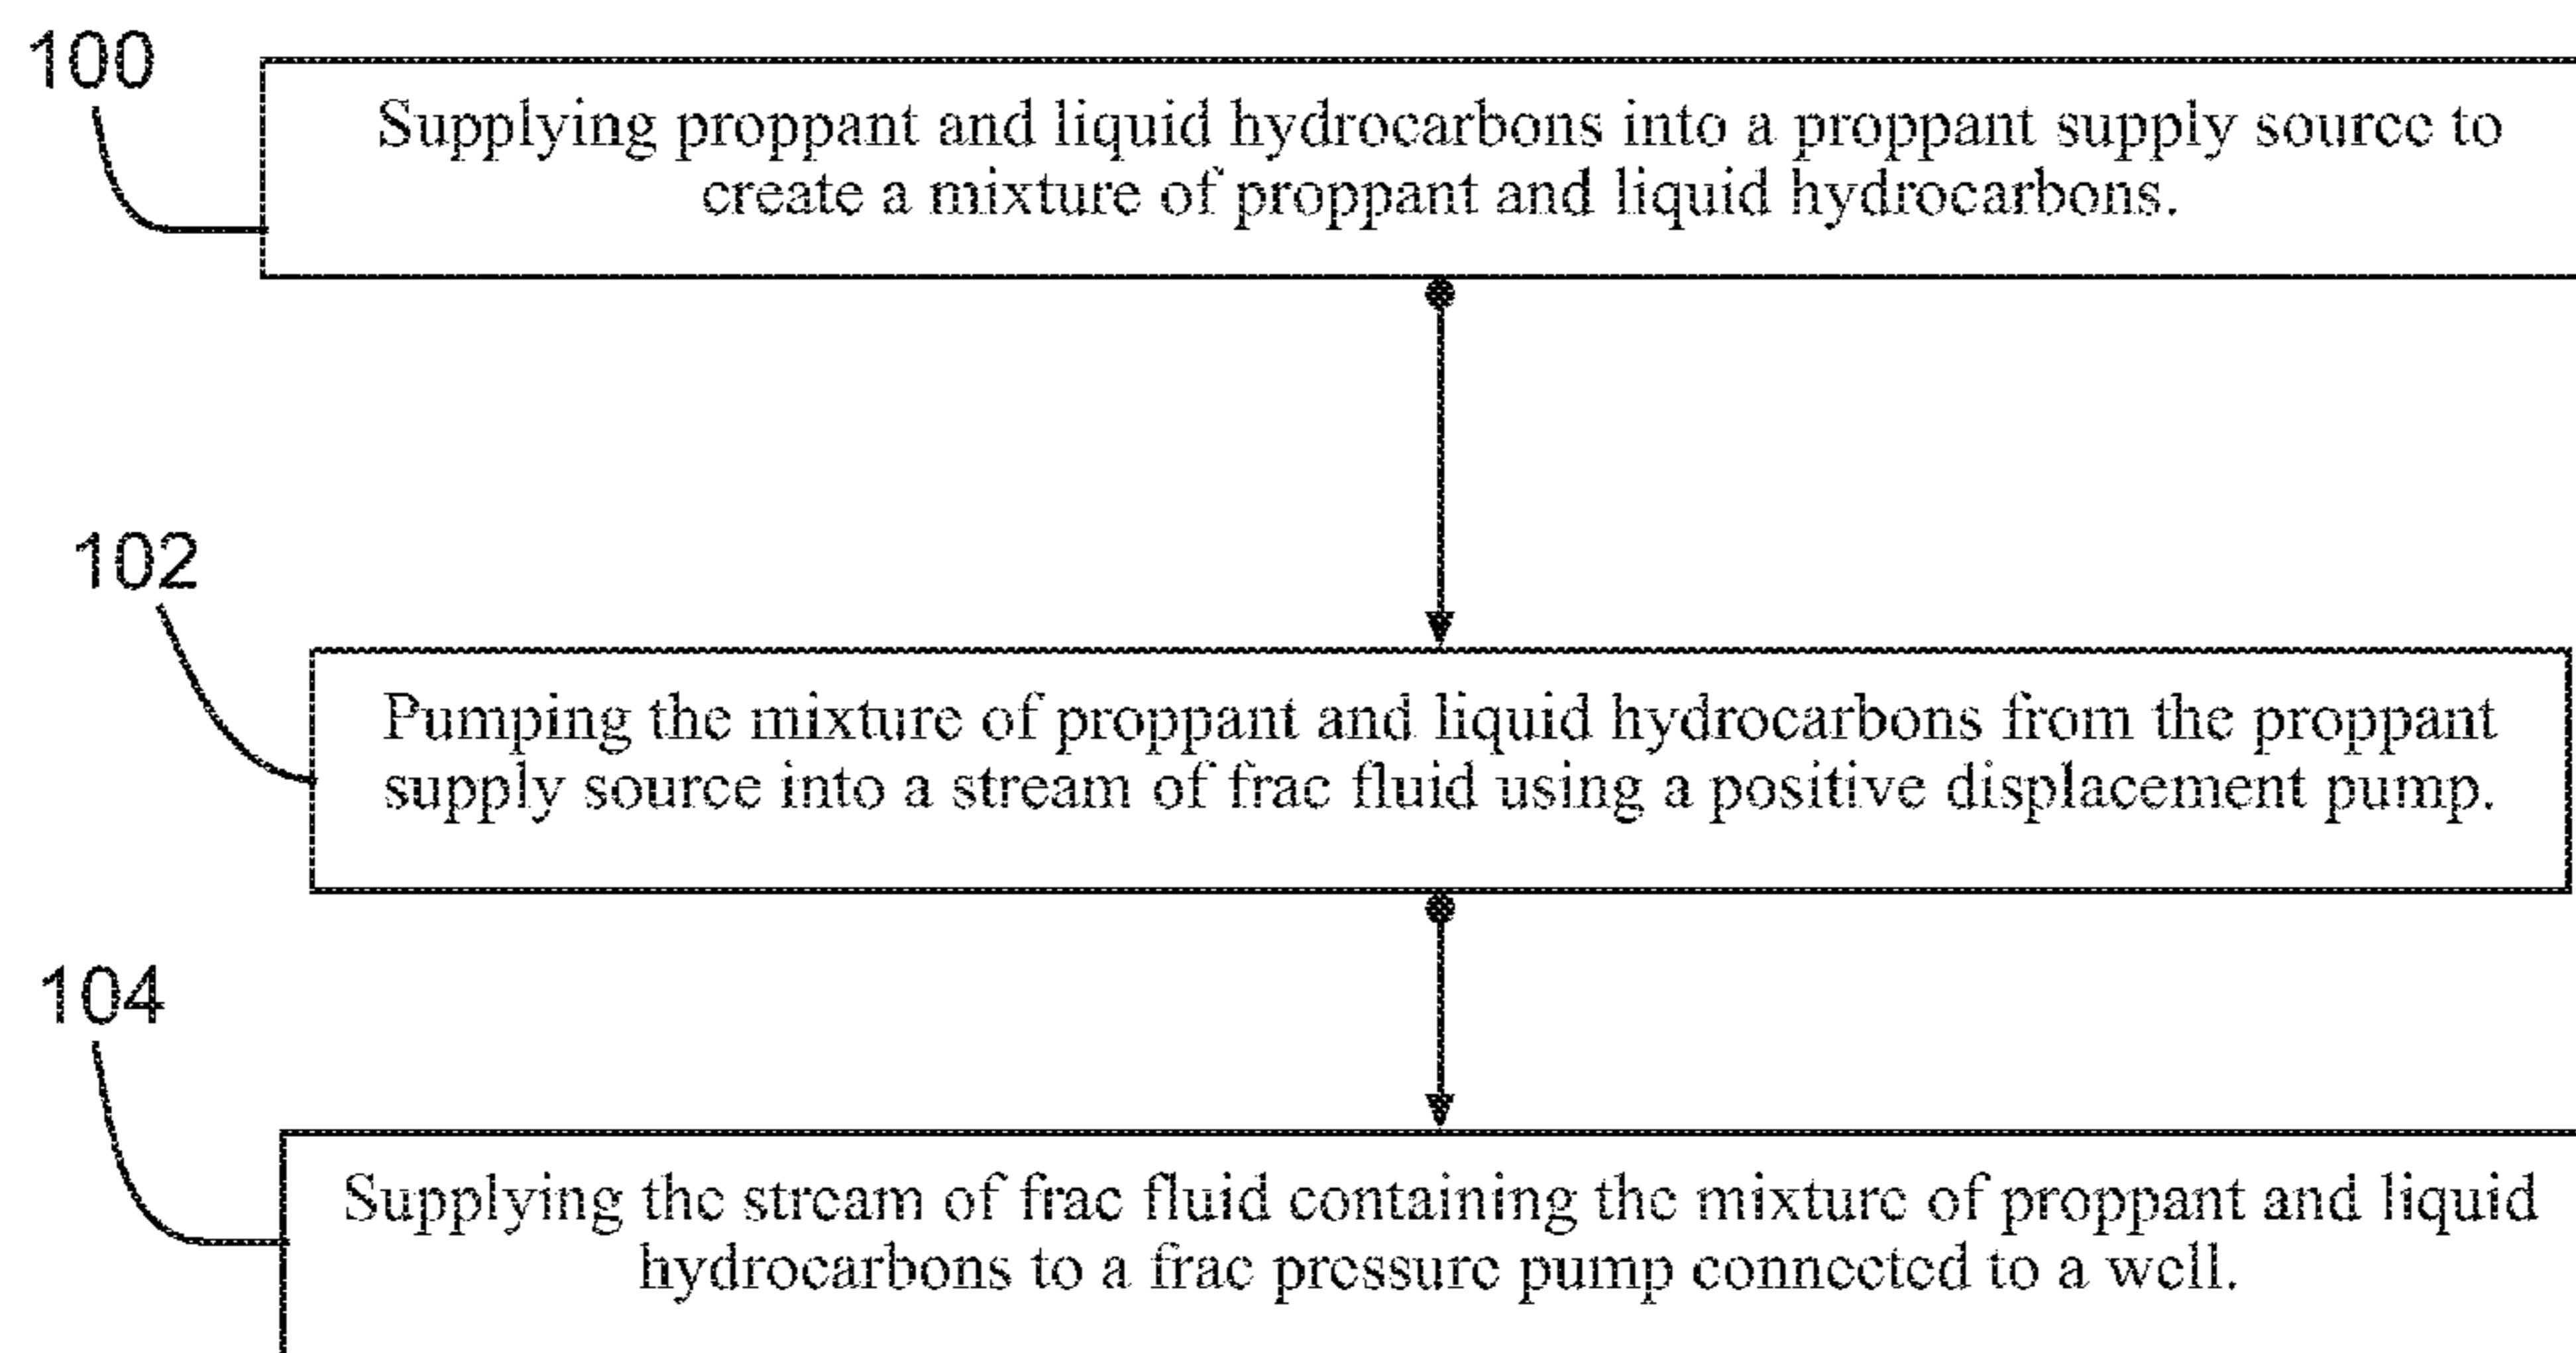 100
Supplying proppant and liquid hydrocarbons into a proppant supply source to
create a mixture of proppant and liquid hydrocarbons.
102
Pumping the mixture of proppant and liquid hydrocarbons from the proppant
supply source into a stream of frac fluid using a positive displacement pump.
104
Supplying the stream of frac fluid containing the mixture of proppant and liquid
hydrocarbons to a frac pressure pump connected to a well.